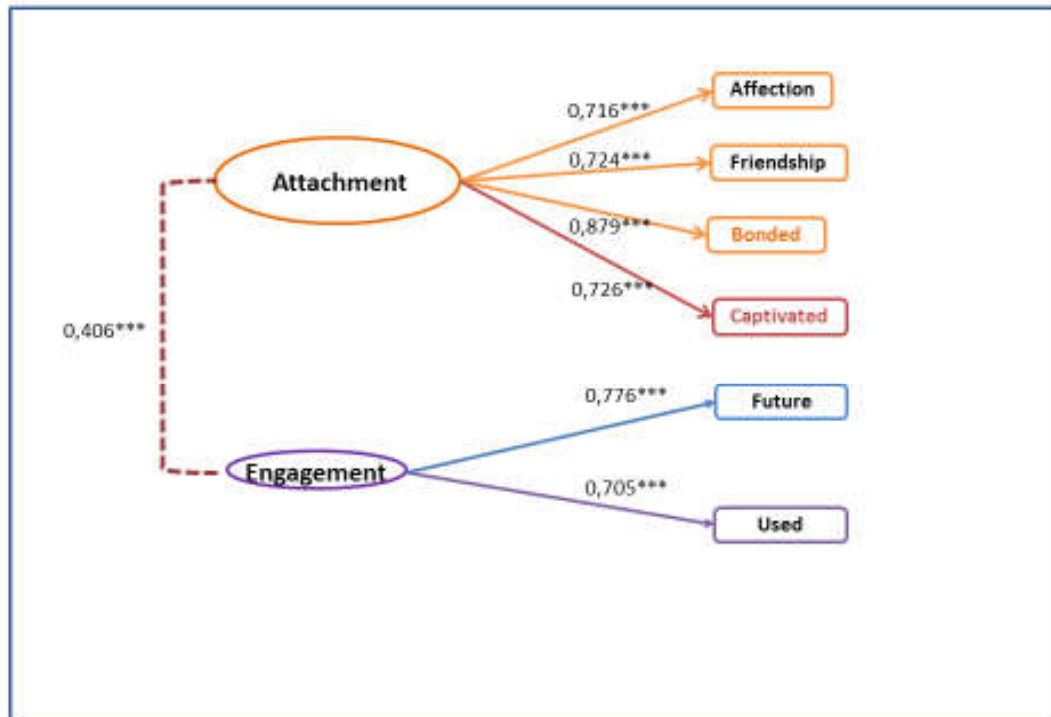 Affection
0,716***
0,724***
Friendship
Attachment
0,879***
Bonded
0,726***
Captivated
0,406***
0,776***
Future
Engagement
0,705***
Used